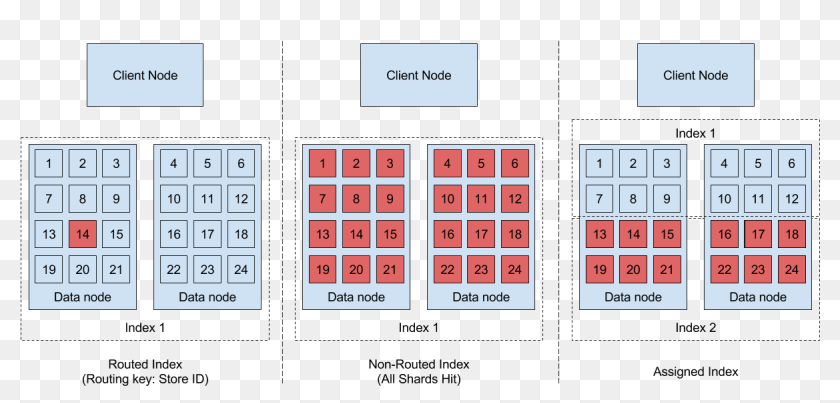 Client Node
1 2 3
7 8 9
13 14 15
19 20 21
Data node
4 5 6
10 11 12
16 17 18
22 23 24
Data node
Index 1
Routed Index
(Routing key: Store ID)
Client Node
1 2 3
7 8 9
13 14 15
19 20 21
Data node
4 5 6
10 11 12
16 17 18
22 23 24
Data node
Index 1
Non-Routed Index
(All Shards Hit)
Client Node
Index 1
1 2 3
7 8 9
13 14 15
19 20 21
Data node
4 5 6
10 11 12
16 17 18
22 23 24
Data node
Index 2
Assigned Index